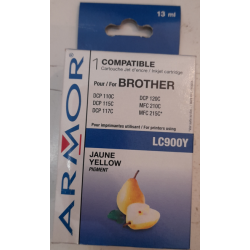 13 ml
1 COMPATIBLE
Cartouche jet d'encre / Inkjet cartridge
Pour / For BROTHER
DCP 110C DCP 120C
DCP 115C MFC 210C
DCP 117C MFC 215C*
Pour imprimantes utilisant / For printers using
LC900Y
ARMOR
JAUNE
YELLOW
PIGMENT